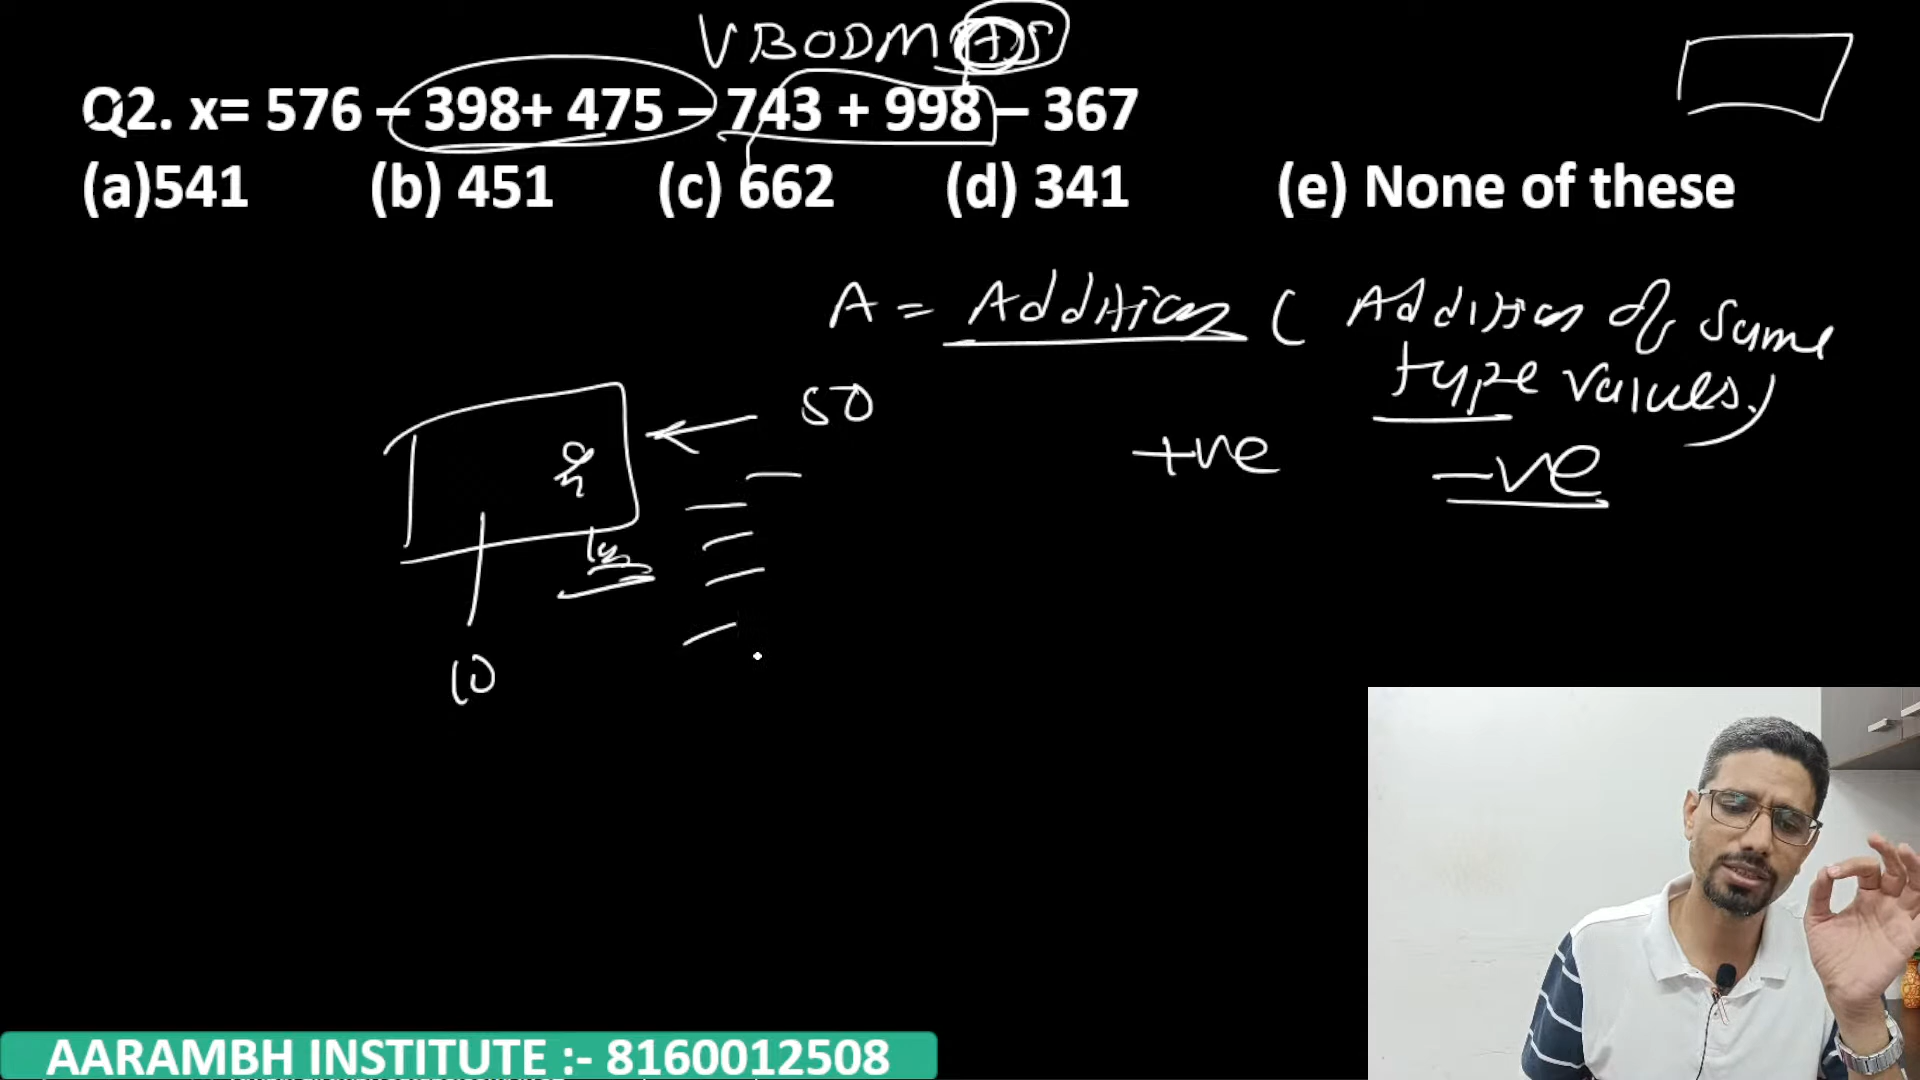 VBODMAS
Q2. x= 576 – 398+ 475 – 743 + 998 – 367
(a)541 (b) 451 (c) 662 (d) 341 (e) None of these
A = Addition ( Addition of same
type values.)
50
+ve -ve
10
AARAMBH INSTITUTE :- 8160012508